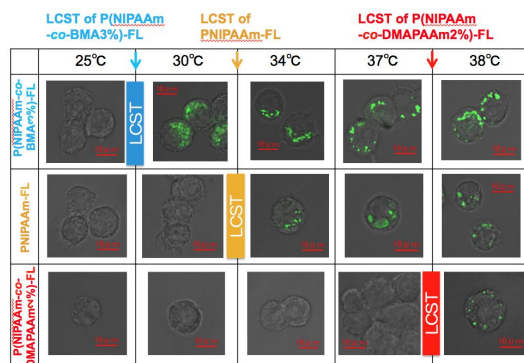 LCST of P(NIPAAm
-co-BMA3%)-FL
LCST of
PNIPAAm-FL
LCST of P(NIPAAm
-co-DMAPAAm2%)-FL
25°C
30°C
34°C
37°C
38°C
P(NIPAAm-co-
BMA3%)-FL
LCST
PNIPAAm-FL
LCST
P(NIPAAm-co-
DMAPAAm2%)-FL
LCST